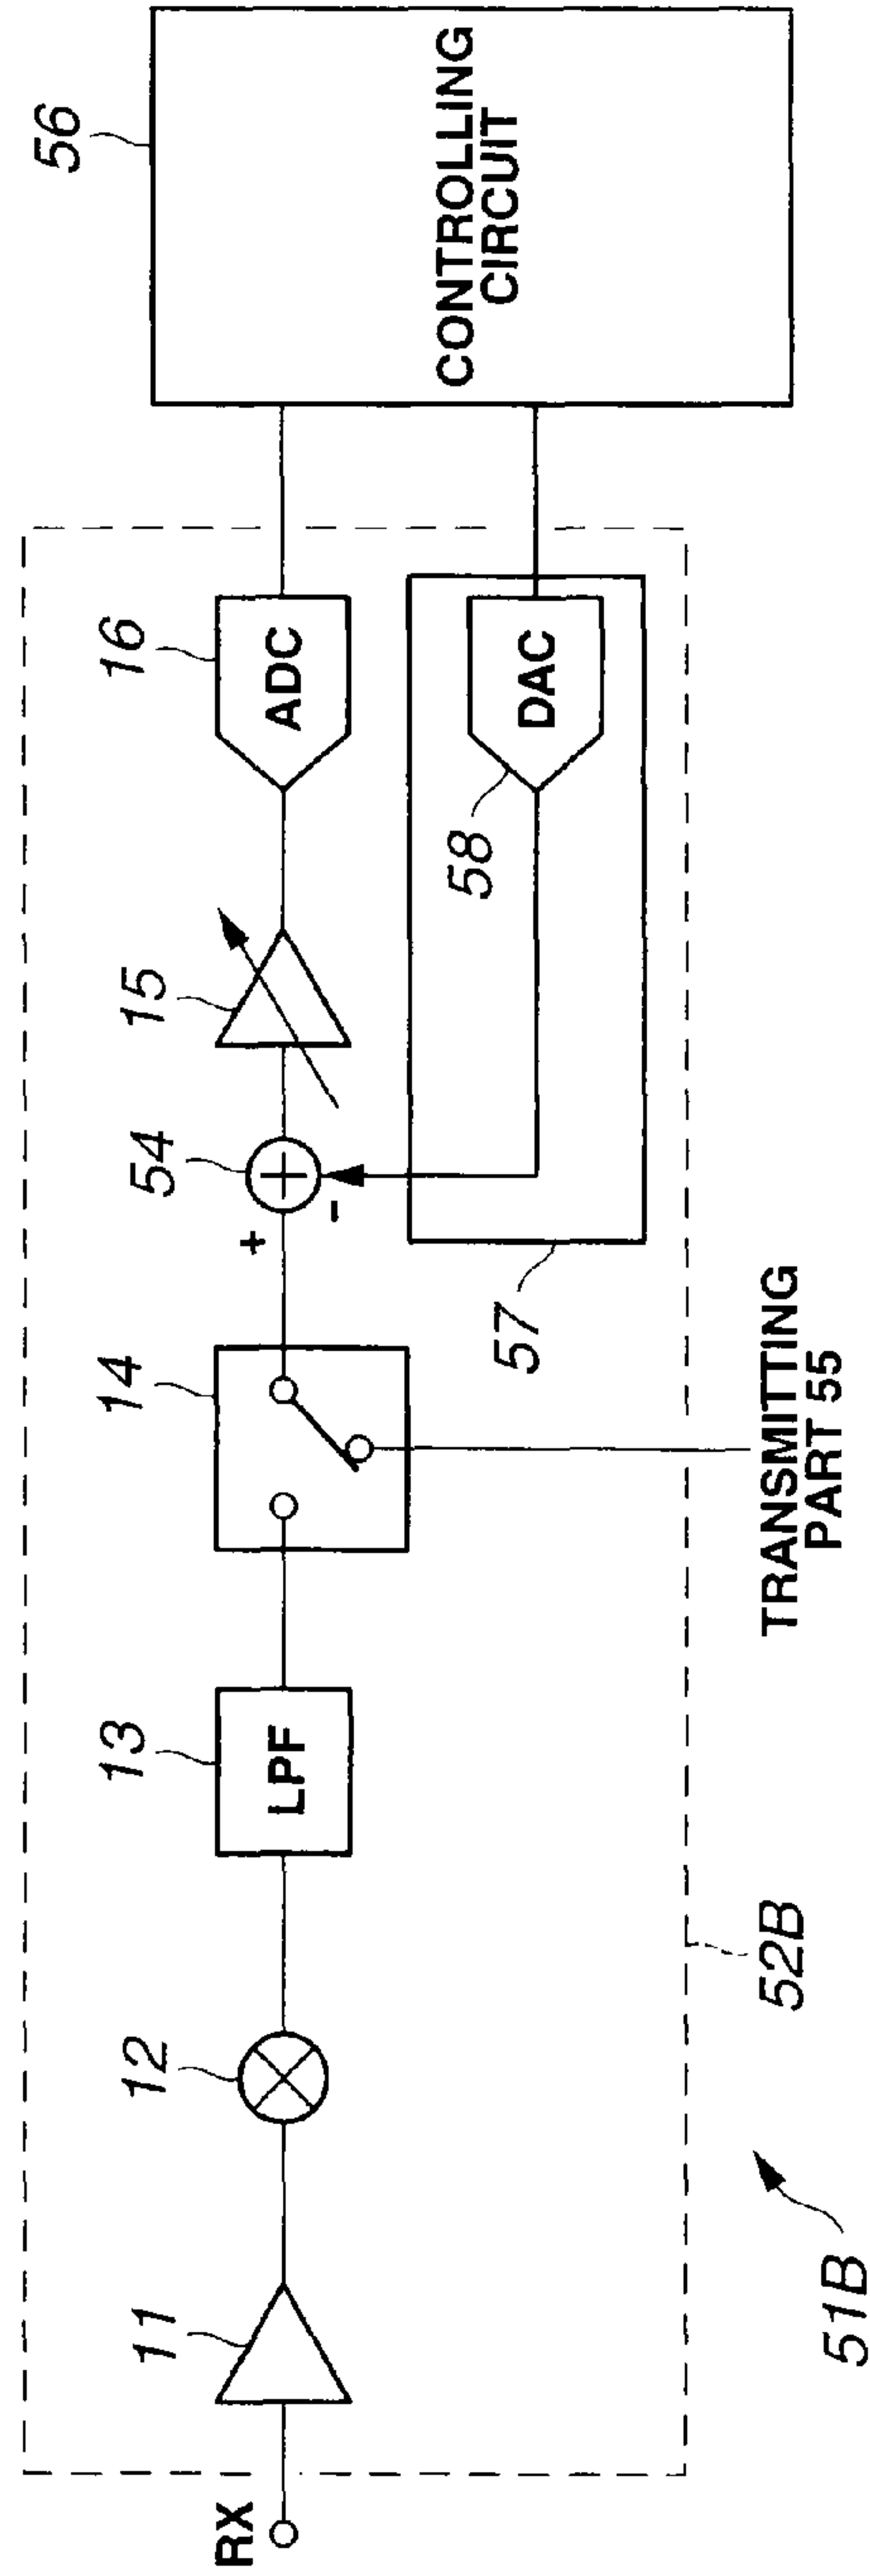 RX
11
12
13
LPF
14
+
-
54
15
16
ADC
56
CONTROLLING
CIRCUIT
57
58
DAC
TRANSMITTING
PART 55
52B
51B